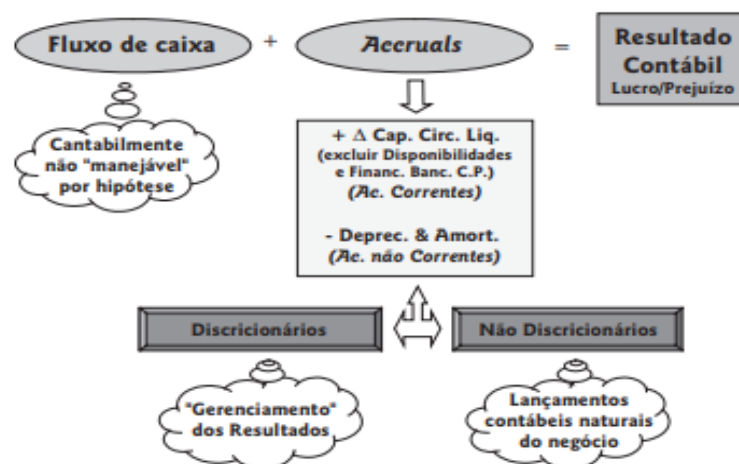 Fluxo de caixa + Accruals = Resultado
Contábil
Lucro/Prejuízo
Cantabilmente
não "manejável"
por hipótese
+ Δ Cap. Circ. Liq.
(excluir Disponibilidades
e Financ. Banc. C.P.)
(Ac. Correntes)
- Deprec. & Amort.
(Ac. não Correntes)
Discricionários
Não Discricionários
"Gerenciamento"
dos Resultados
Lançamentos
contábeis naturais
do negócio